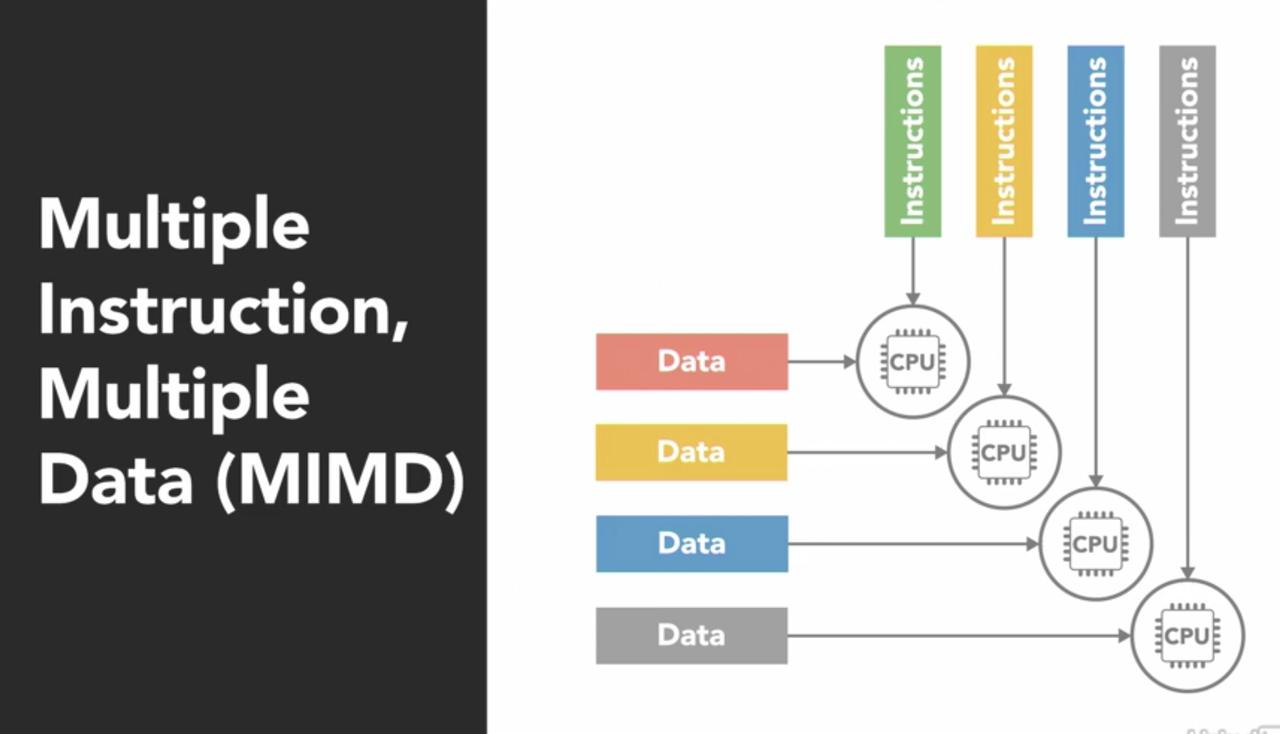 Multiple
Instruction,
Multiple
Data (MIMD)
Instructions
Instructions
Instructions
Instructions
Data
CPU
Data
CPU
Data
CPU
Data
CPU